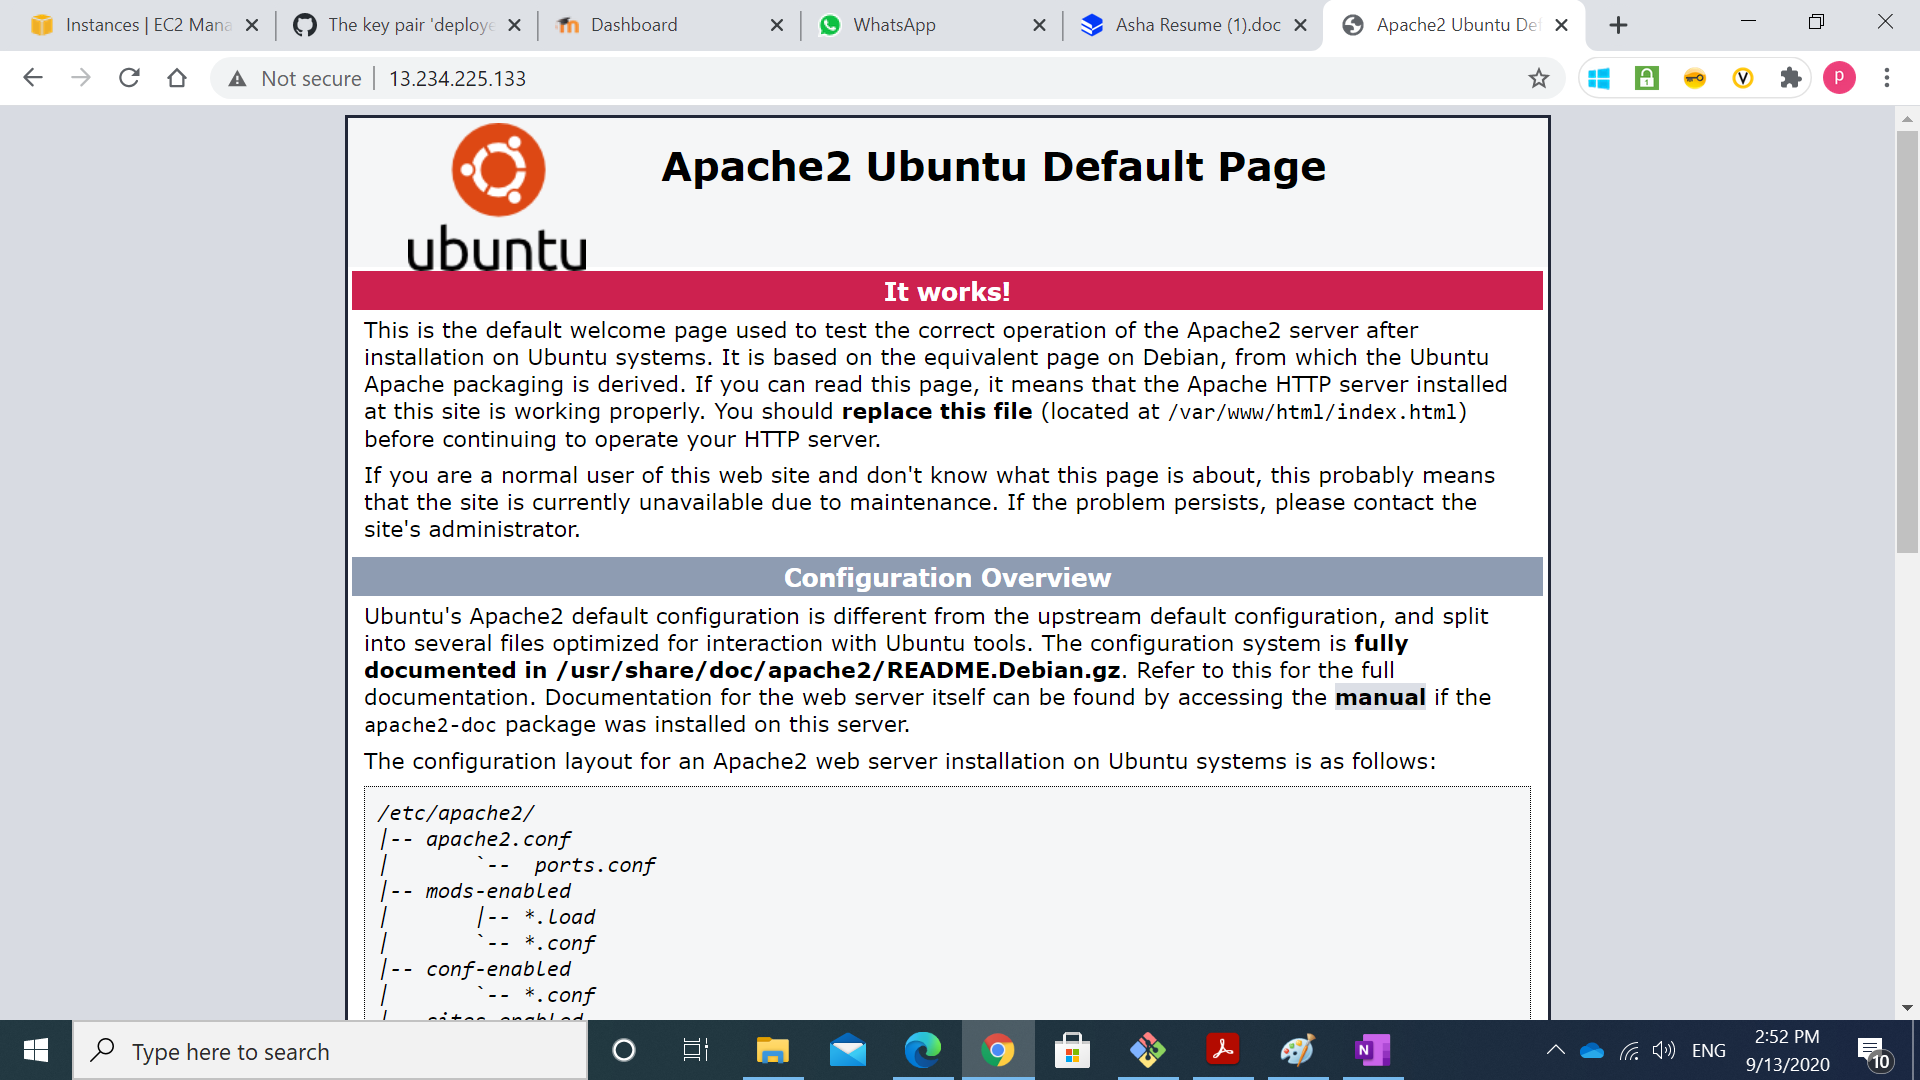 Instances | EC2 Mana
The key pair 'deploye
Dashboard
WhatsApp
Asha Resume (1).doc
Apache2 Ubuntu Def
Not secure
13.234.225.133
p
Apache2 Ubuntu Default Page
ubuntu
It works!
This is the default welcome page used to test the correct operation of the Apache2 server after
installation on Ubuntu systems. It is based on the equivalent page on Debian, from which the Ubuntu
Apache packaging is derived. If you can read this page, it means that the Apache HTTP server installed
at this site is working properly. You should replace this file (located at /var/www/html/index.html)
before continuing to operate your HTTP server.
If you are a normal user of this web site and don't know what this page is about, this probably means
that the site is currently unavailable due to maintenance. If the problem persists, please contact the
site's administrator.
Configuration Overview
Ubuntu's Apache2 default configuration is different from the upstream default configuration, and split
into several files optimized for interaction with Ubuntu tools. The configuration system is fully
documented in /usr/share/doc/apache2/README.Debian.gz. Refer to this for the full
documentation. Documentation for the web server itself can be found by accessing the manual if the
apache2-doc package was installed on this server.
The configuration layout for an Apache2 web server installation on Ubuntu systems is as follows:
/etc/apache2/
|-- apache2.conf
|       `--  ports.conf
|-- mods-enabled
|       |-- *.load
|       `-- *.conf
|-- conf-enabled
|       `-- *.conf
|-- sites-enabled
Type here to search
N
ENG
2:52 PM
9/13/2020
10